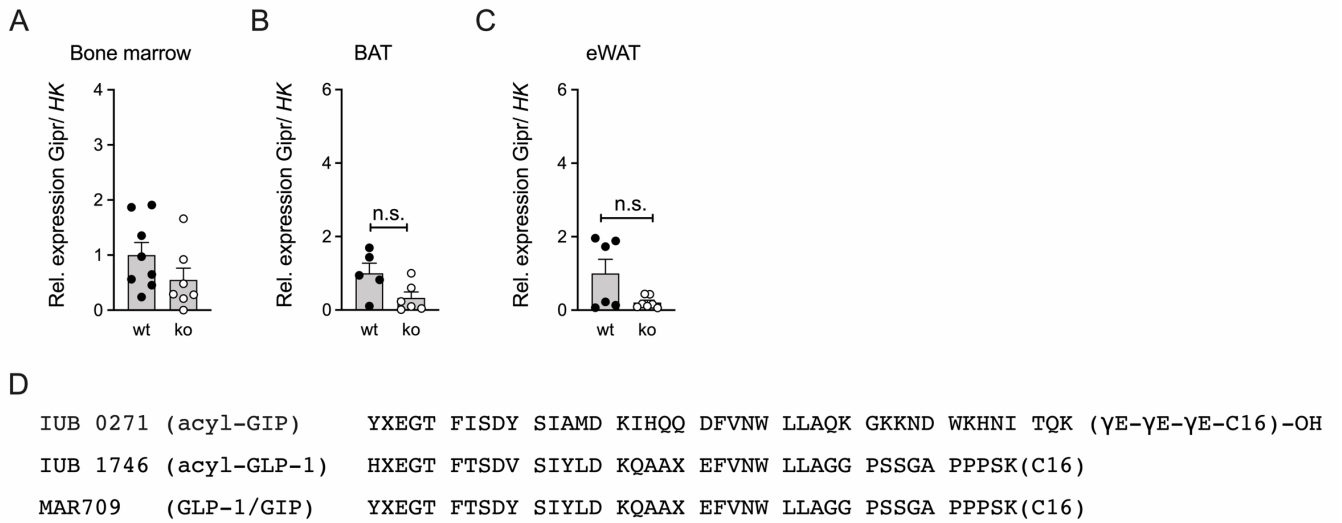 A
Bone marrow
Rel. expression Gipr/ HK
4
3
2
1
0
wt ko
B
BAT
Rel. expression Gipr/ HK
6
4
2
0
n.s.
wt ko
C
eWAT
Rel. expression Gipr/ HK
6
4
2
0
n.s.
wt ko
D
IUB 0271 (acyl-GIP) YXEGT FISDY SIAMD KIHQQ DFVNW LLAQK GKKND WKHNI TQK (γE-γE-γE-C16)-OH
IUB 1746 (acyl-GLP-1) HXEGT FTSDV SIYLD KQAAX EFVNW LLAGG PSSGA PPPSK(C16)
MAR709 (GLP-1/GIP) YXEGT FTSDY SIYLD KQAAX EFVNW LLAGG PSSGA PPPSK(C16)